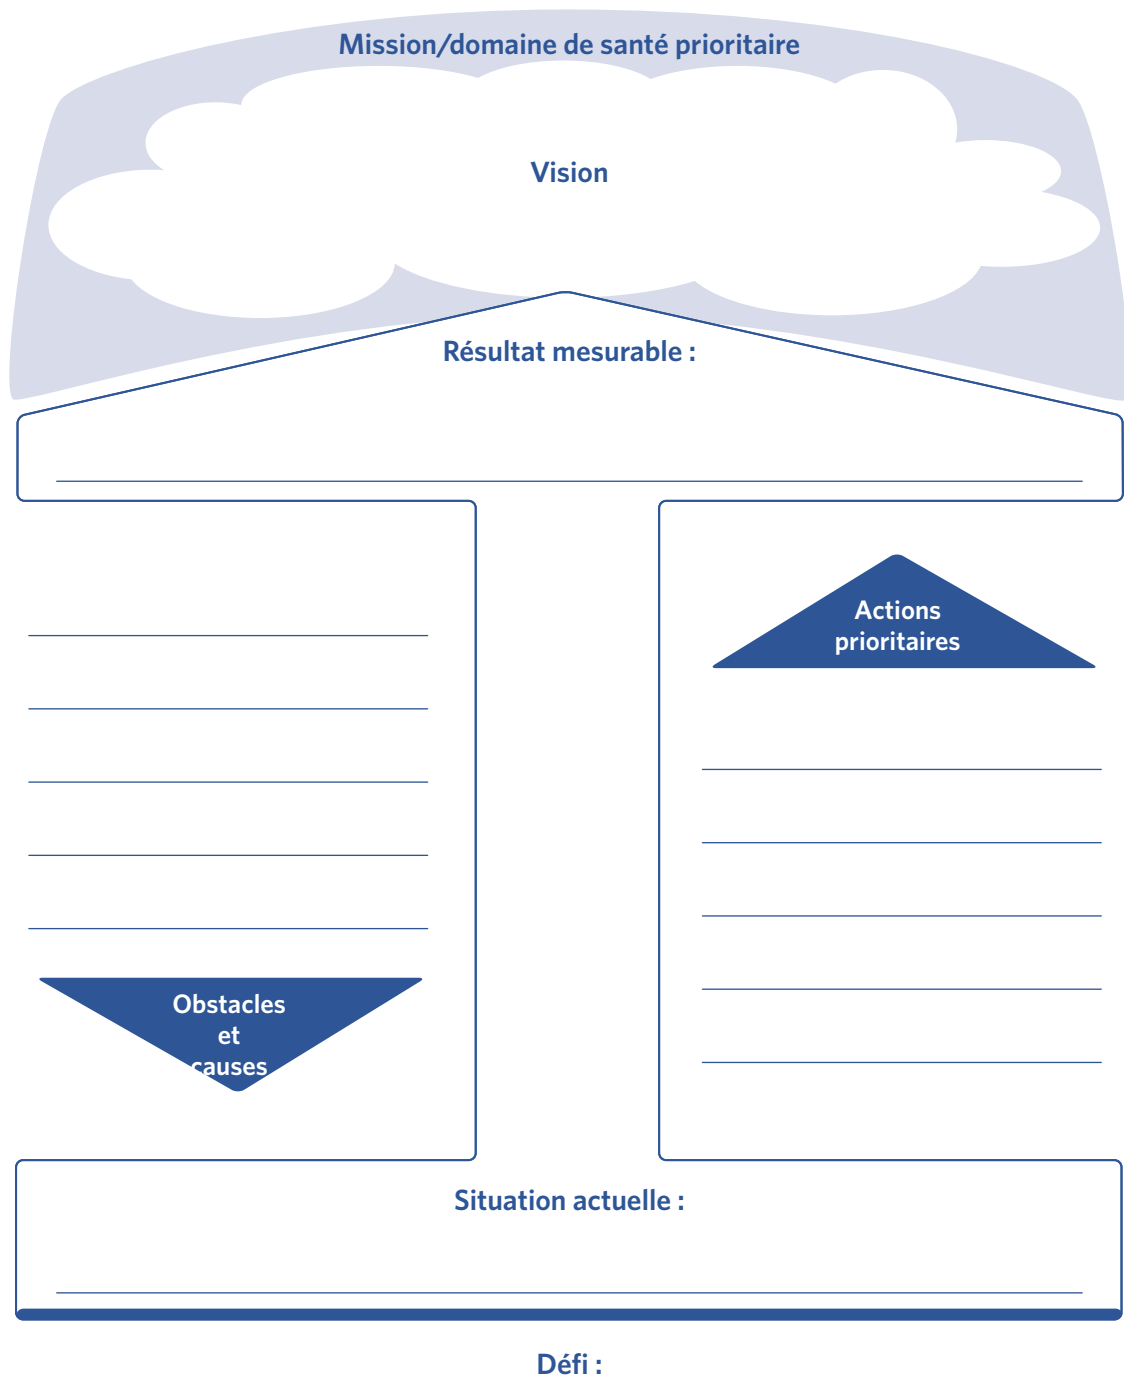 Mission/domaine de santé prioritaire
Vision
Résultat mesurable :
Actions
prioritaires
Obstacles
et
causes
Situation actuelle :
Défi :